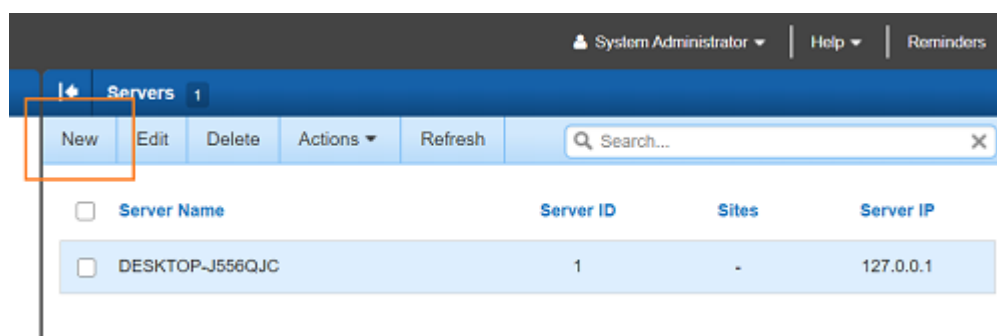 System Administrator Help Reminders
Servers 1
New Edit Delete Actions Refresh Search...
Server Name Server ID Sites Server IP
DESKTOP-J556QJC 1 - 127.0.0.1